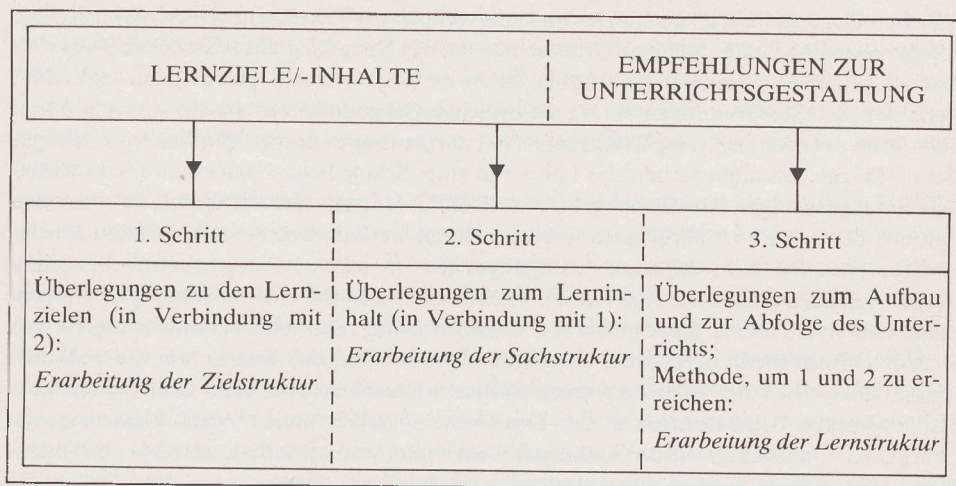 LERNZIELE/-INHALTE
EMPFEHLUNGEN ZUR
UNTERRICHTSGESTALTUNG
1. Schritt
2. Schritt
3. Schritt
Überlegungen zu den Lern-
zielen (in Verbindung mit
2):
Erarbeitung der Zielstruktur
Überlegungen zum Lernin-
halt (in Verbindung mit 1):
Erarbeitung der Sachstruktur
Überlegungen zum Aufbau
und zur Abfolge des Unter-
richts;
Methode, um 1 und 2 zu er-
reichen:
Erarbeitung der Lernstruktur